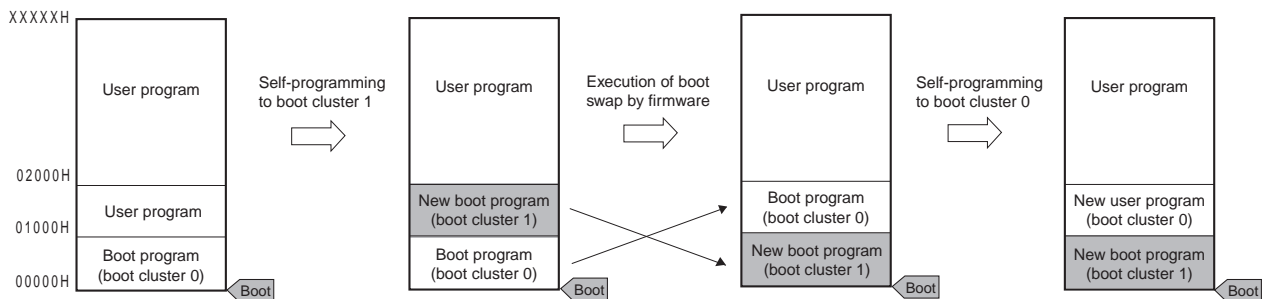 XXXXXH
User program
02000H
User program
01000H
Boot program
(boot cluster 0)
00000H
Boot
Self-programming
to boot cluster 1
User program
New boot program
(boot cluster 1)
Boot program
(boot cluster 0)
Boot
Execution of boot
swap by firmware
User program
Boot program
(boot cluster 0)
New boot program
(boot cluster 1)
Boot
Self-programming
to boot cluster 0
User program
New user program
(boot cluster 0)
New boot program
(boot cluster 1)
Boot